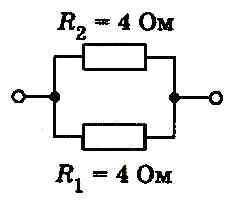 R₂ = 4 Ом
R₁ = 4 Ом